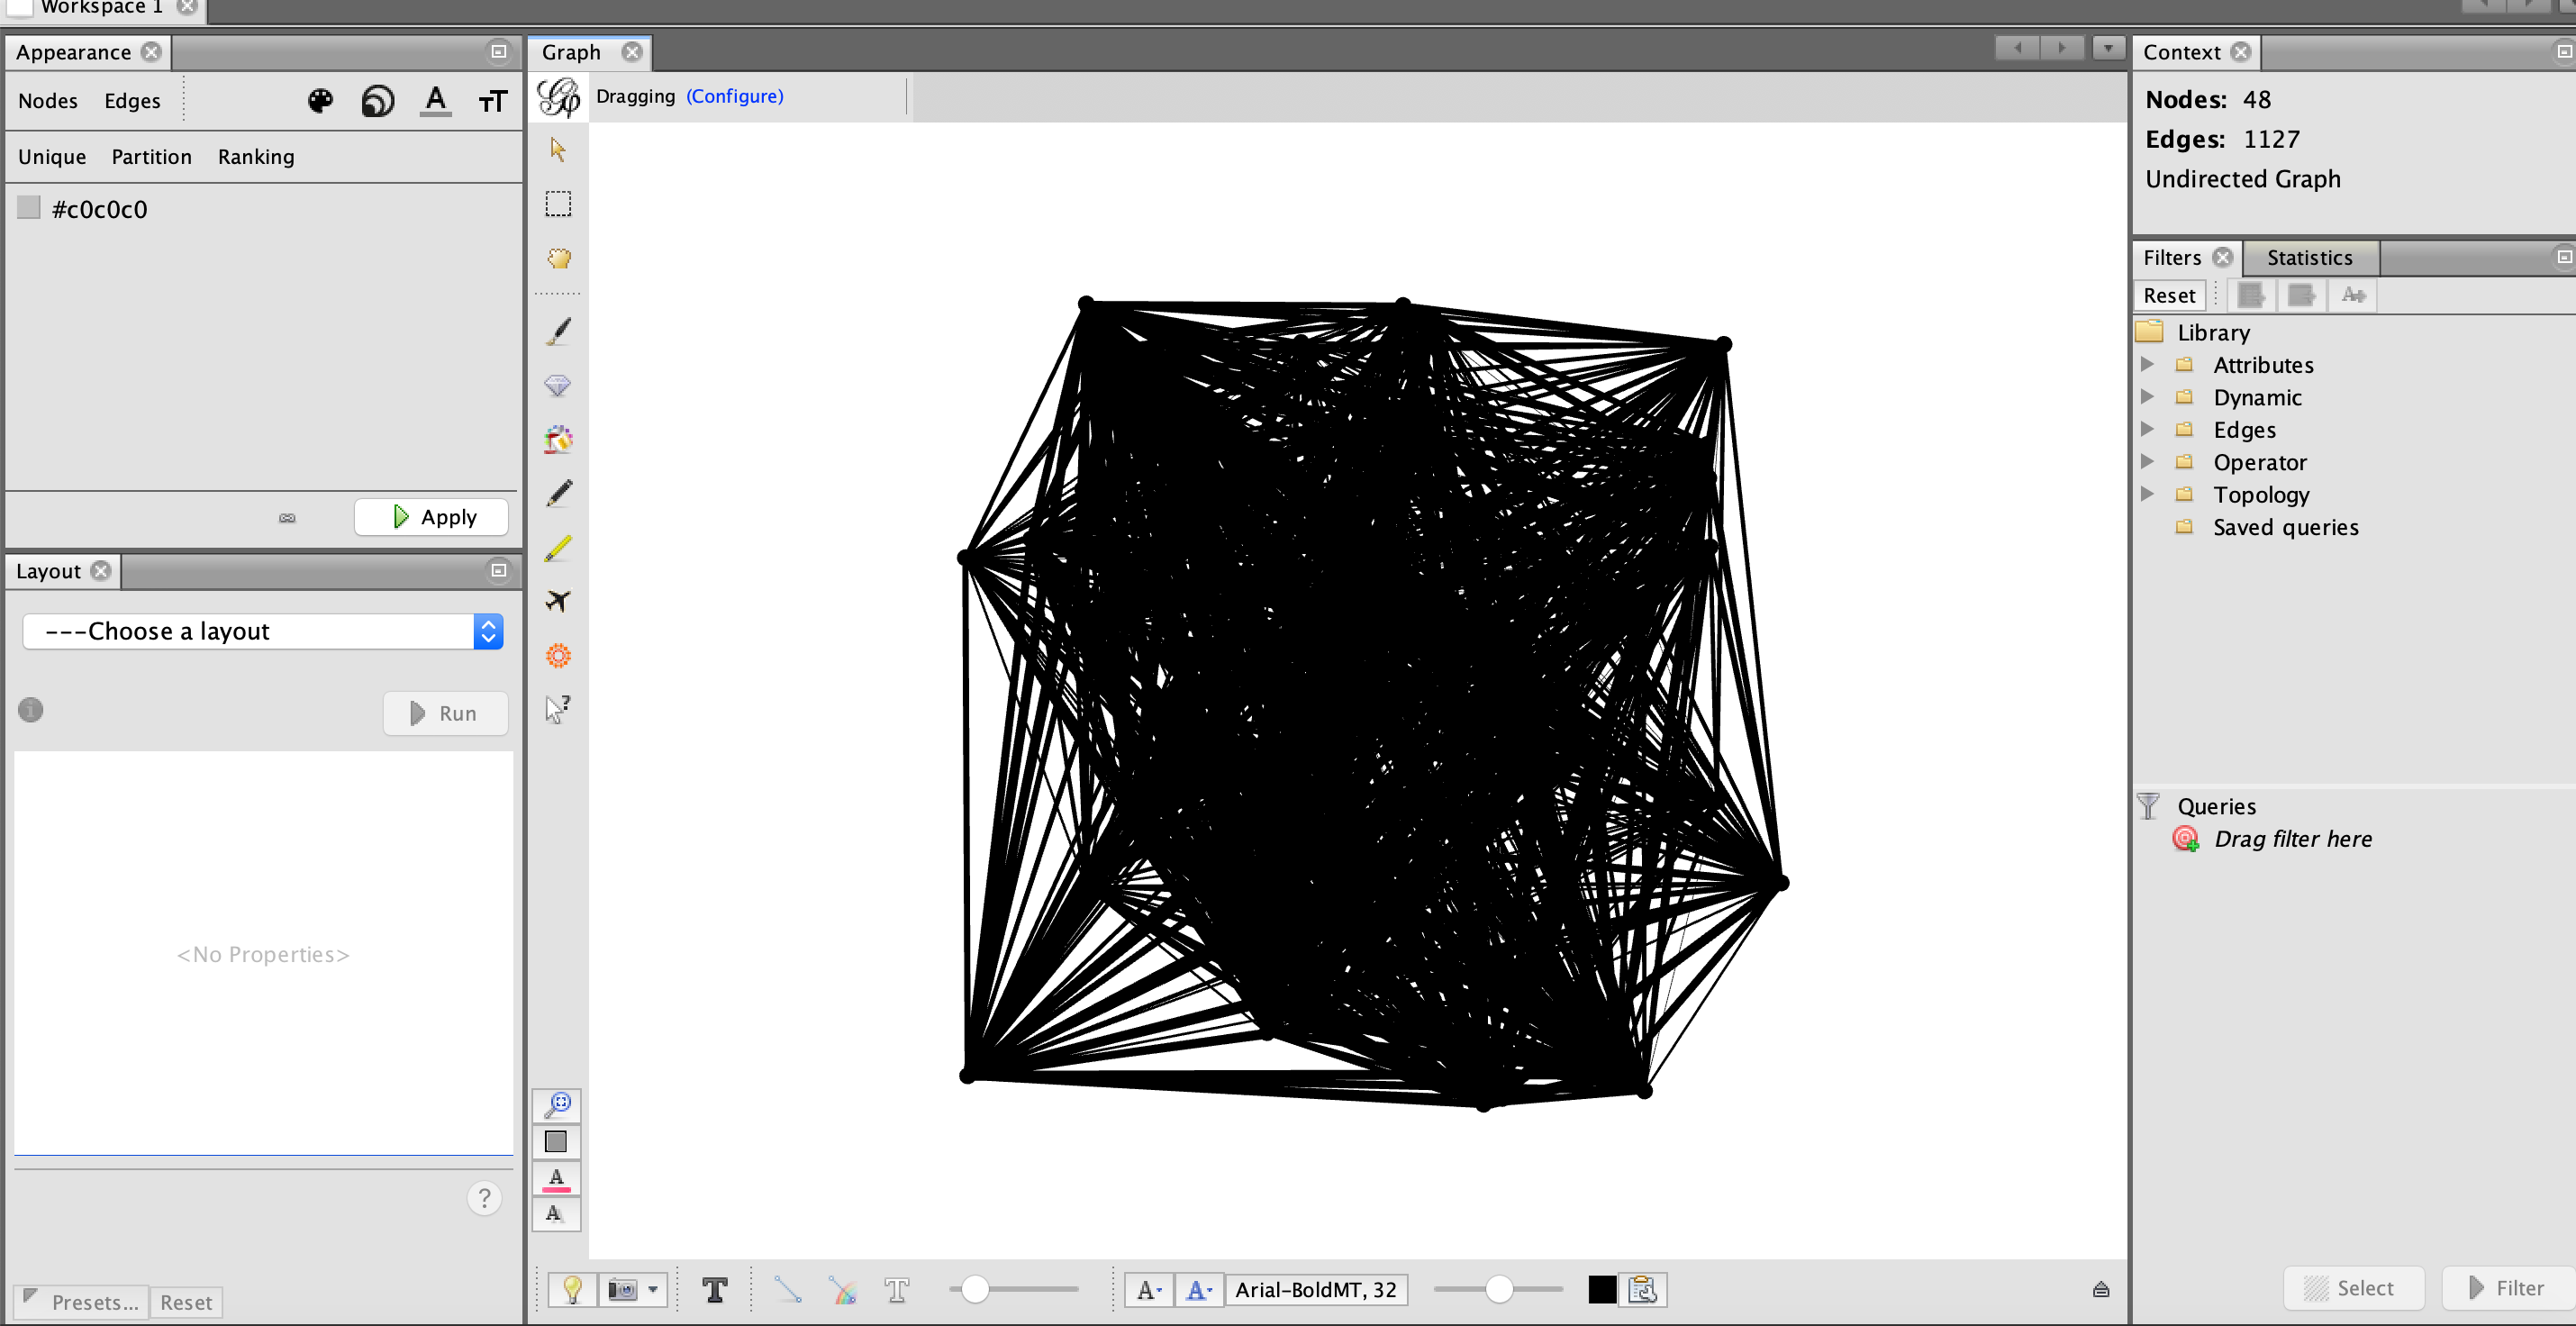 Workspace 1
Appearance
Nodes Edges
Unique Partition Ranking
#c0c0c0
Apply
Layout
---Choose a layout
Run
<No Properties>
?
Presets... Reset
Graph
Dragging (Configure)
Arial-BoldMT, 32
Context
Nodes: 48
Edges: 1127
Undirected Graph
Filters Statistics
Reset
Library
Attributes
Dynamic
Edges
Operator
Topology
Saved queries
Queries
Drag filter here
Select Filter